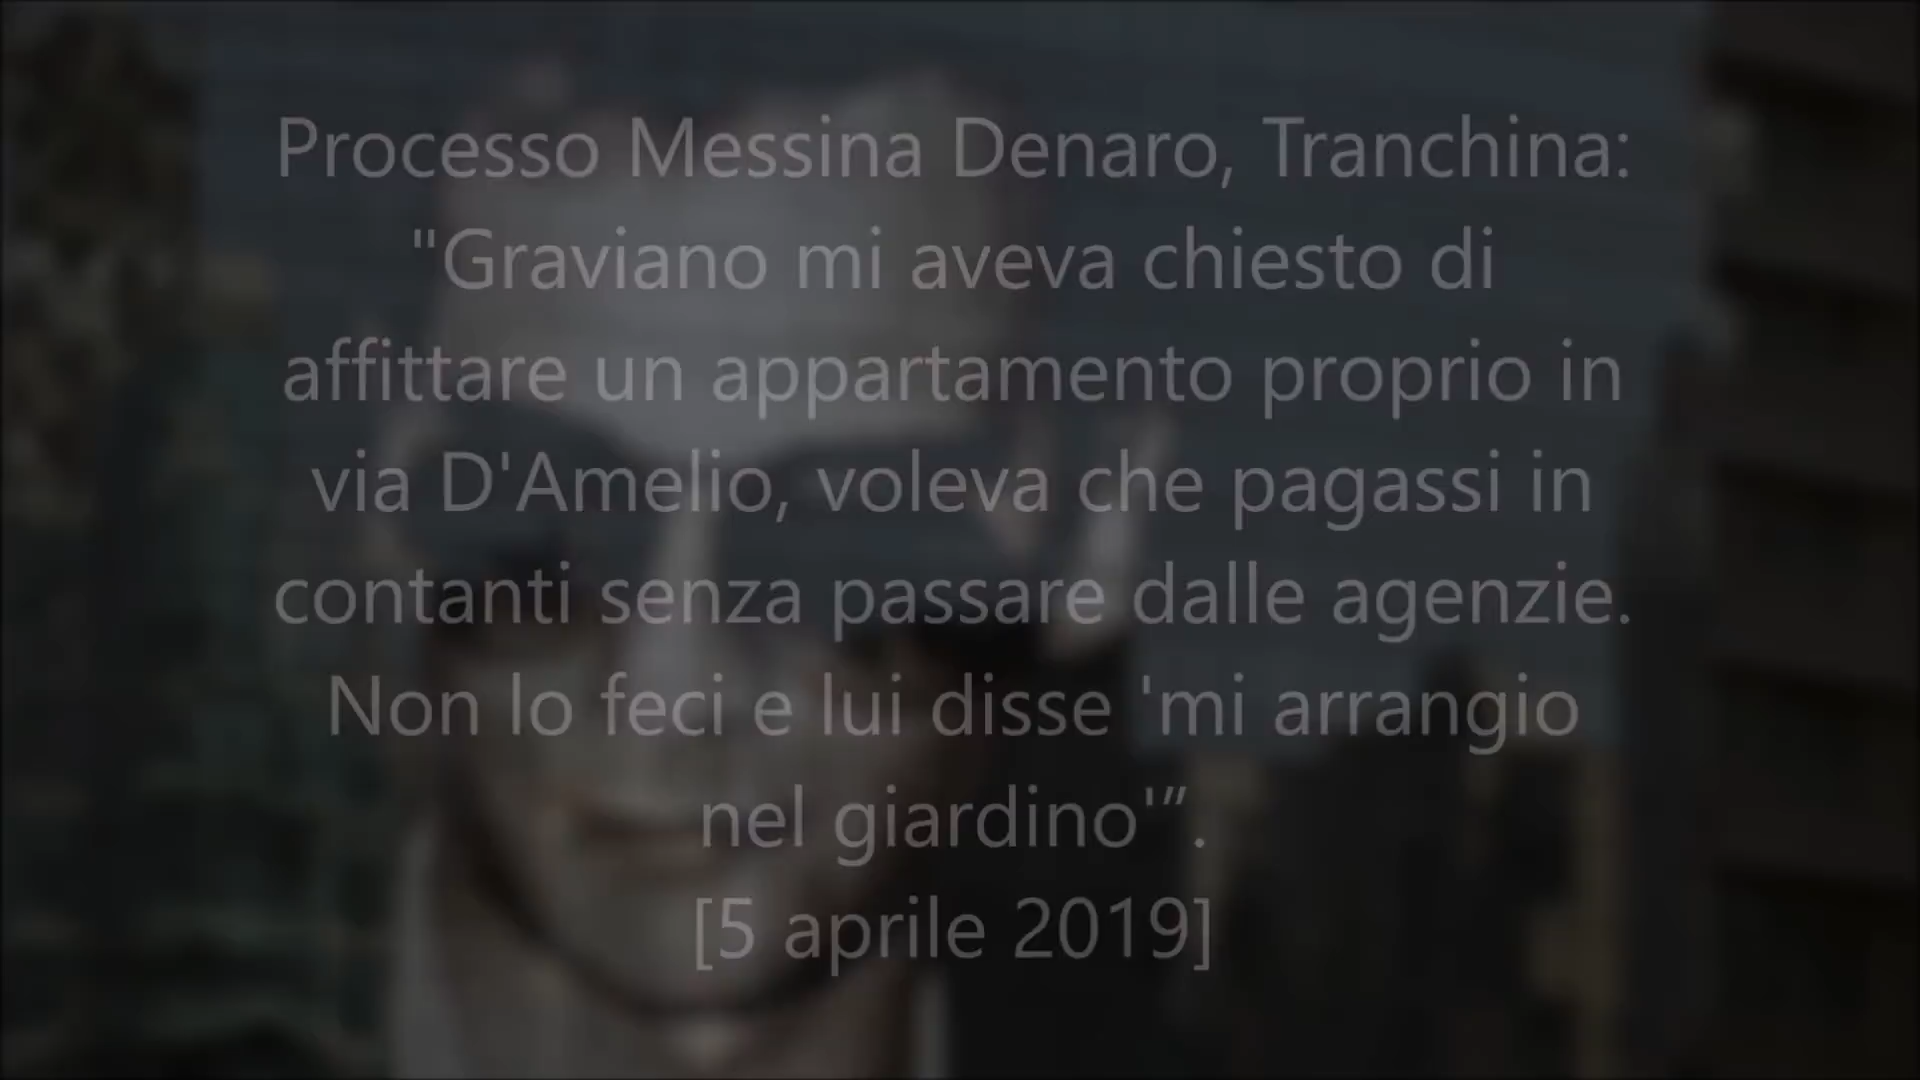 Processo Messina Denaro, Tranchina:
"Graviano mi aveva chiesto di
affittare un appartamento proprio in
via D'Amelio, voleva che pagassi in
contanti senza passare dalle agenzie.
Non lo feci e lui disse 'mi arrangio
nel giardino'”.
[5 aprile 2019]